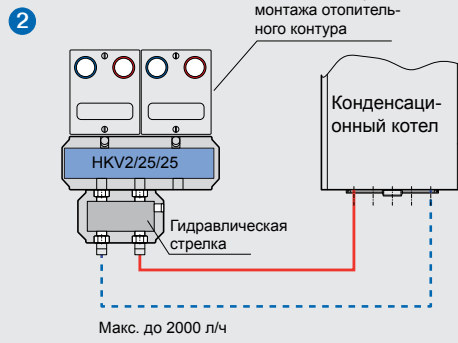 2
монтажа отопитель-
ного контура
Конденсаци-
онный котел
HKV2/25/25
Гидравлическая
стрелка
Макс. до 2000 л/ч